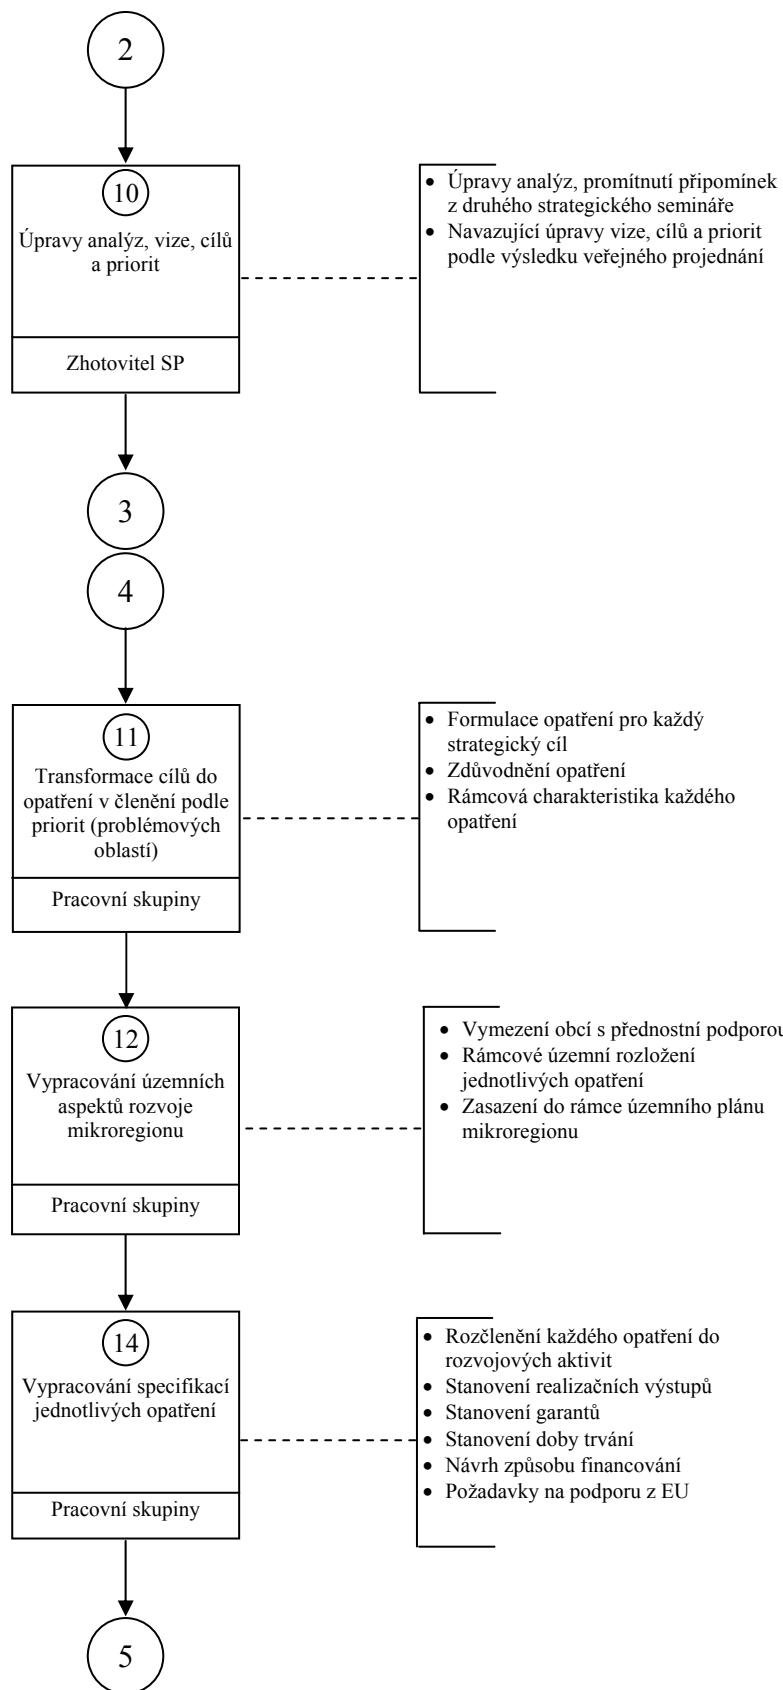 2
10
Úpravy analýz, vize, cílů
a priorit
Zhotovitel SP
• Úpravy analýz, promítnutí připomínek
z druhého strategického semináře
• Navazující úpravy vize, cílů a priorit
podle výsledku veřejného projednání
3
4
11
Transformace cílů do
opatření v členění podle
priorit (problémových
oblastí)
Pracovní skupiny
• Formulace opatření pro každý
strategický cíl
• Zdůvodnění opatření
• Rámcová charakteristika každého
opatření
12
Vypracování územních
aspektů rozvoje
mikroregionu
Pracovní skupiny
• Vymezení obcí s přednostní podporou
• Rámcové územní rozložení
jednotlivých opatření
• Zasazení do rámce územního plánu
mikroregionu
14
Vypracování specifikací
jednotlivých opatření
Pracovní skupiny
• Rozčlenění každého opatření do
rozvojových aktivit
• Stanovení realizačních výstupů
• Stanovení garantů
• Stanovení doby trvání
• Návrh způsobu financování
• Požadavky na podporu z EU
5